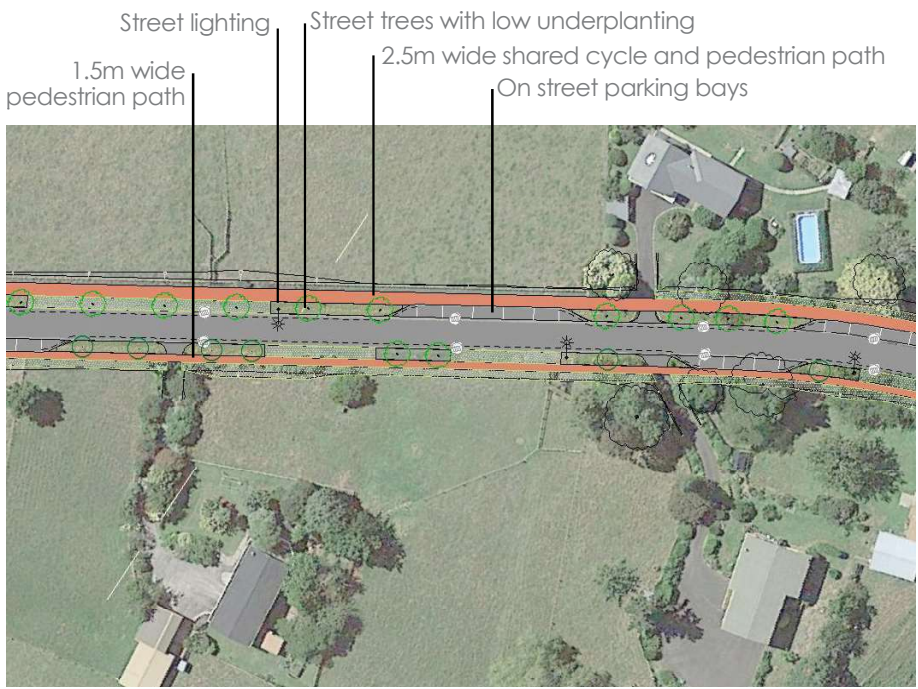 Street lighting
Street trees with low underplanting
1.5m wide
pedestrian path
2.5m wide shared cycle and pedestrian path
On street parking bays